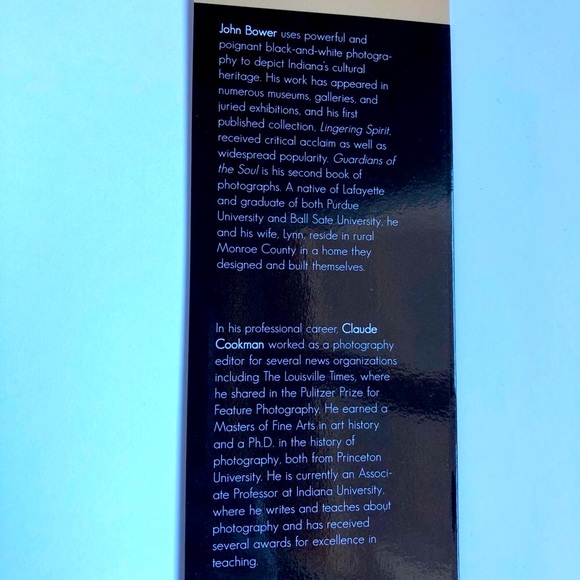 John Bower uses powerful and
poignant black-and-white photogra-
phy to depict Indiana's cultural
heritage. His work has appeared in
numerous museums, galleries, and
juried exhibitions, and his first
published collection, Lingering Spirit,
received critical acclaim as well as
widespread popularity. Guardians of
the Soul is his second book of
photographs. A native of Lafayette
and graduate of both Purdue
University and Ball Sate University, he
and his wife, Lynn, reside in rural
Monroe County in a home they
designed and built themselves.
In his professional career, Claude
Cookman worked as a photography
editor for several news organizations
including The Louisville Times, where
he shared in the Pulitzer Prize for
Feature Photography. He earned a
Masters of Fine Arts in art history
and a Ph.D. in the history of
photography, both from Princeton
University. He is currently an Associ-
ate Professor at Indiana University,
where he writes and teaches about
photography and has received
several awards for excellence in
teaching.